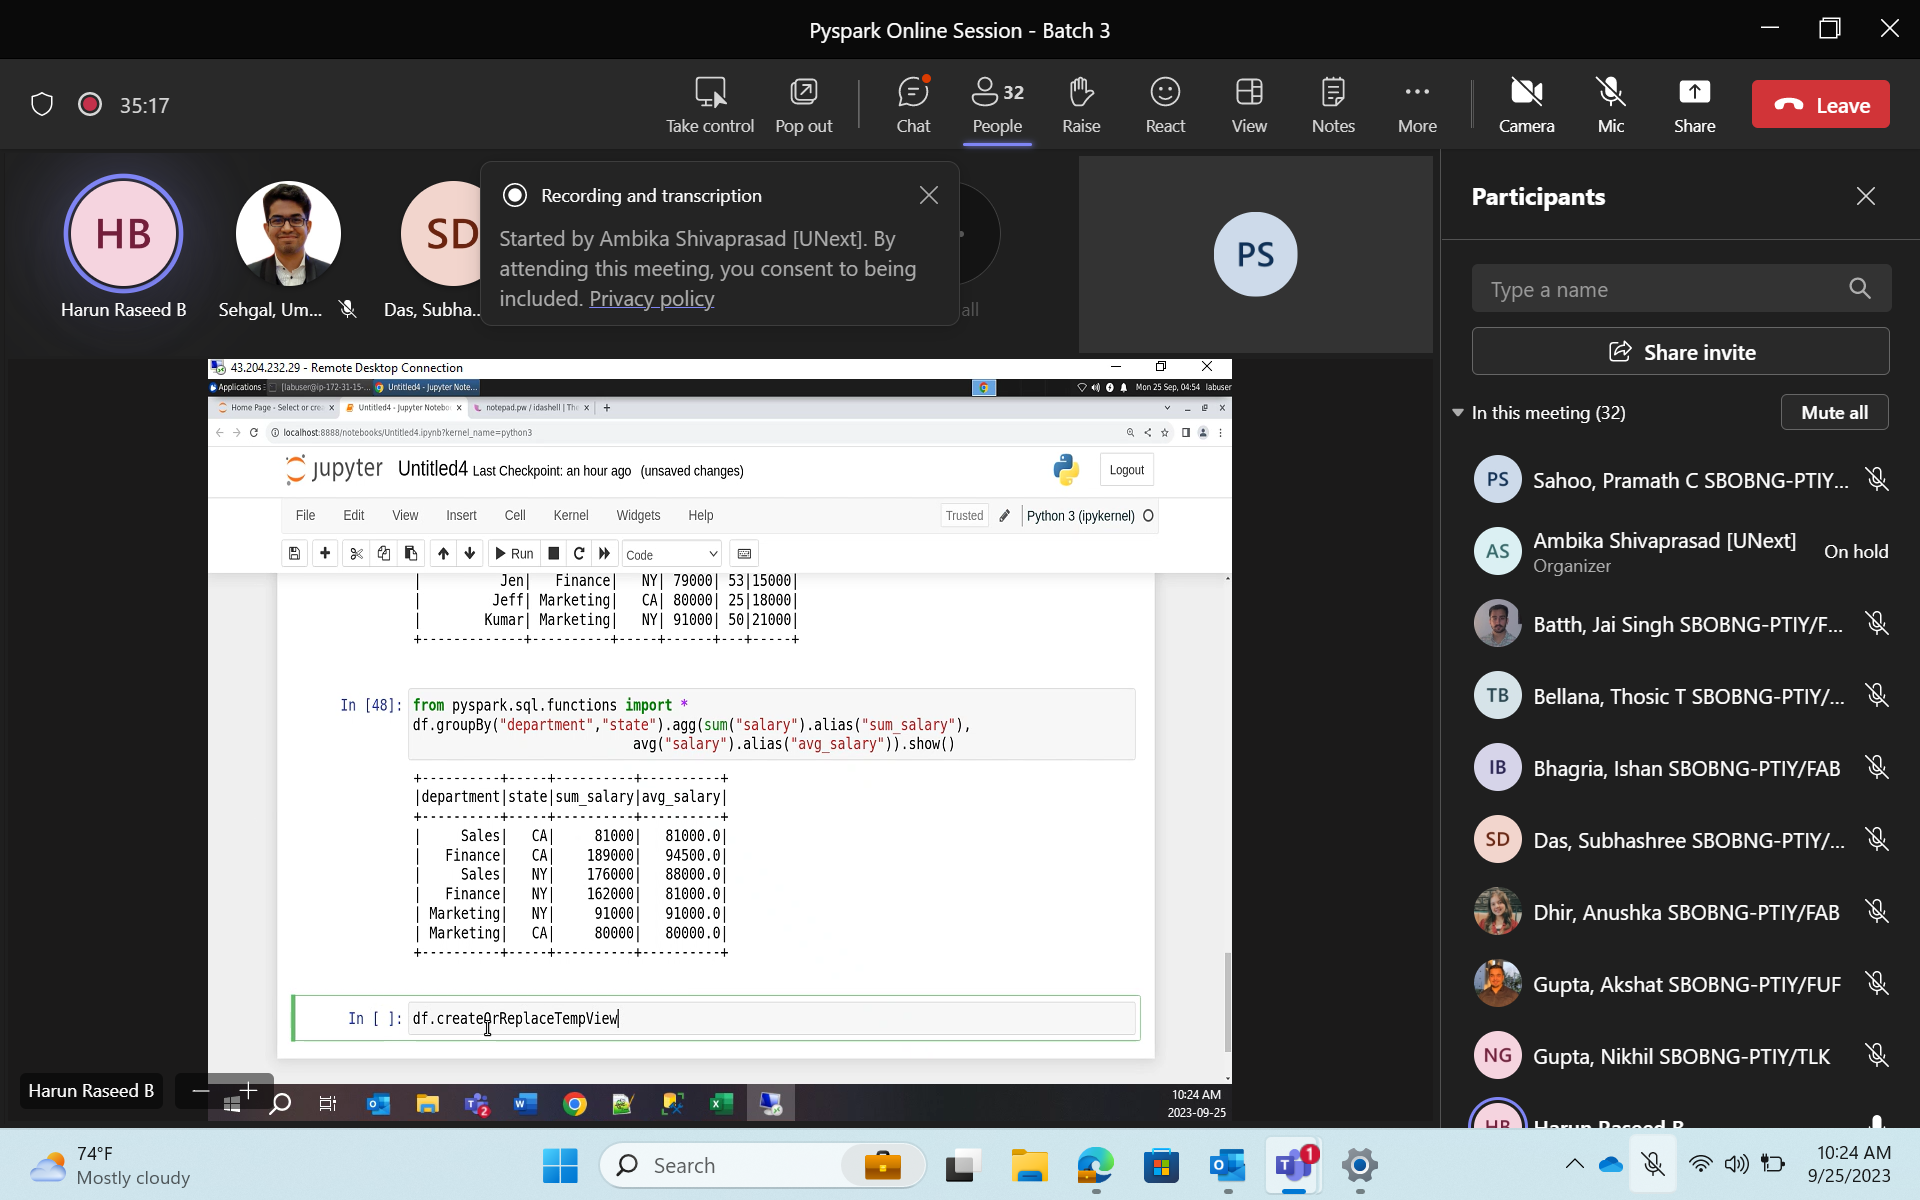 Pyspark Online Session - Batch 3
35:17
Take control
Pop out
Chat
32
People
Raise
React
View
Notes
More
Camera
Mic
Share
Leave
HB
Harun Raseed B
Sehgal, Um...
SD
Das, Subha...
Recording and transcription
Started by Ambika Shivaprasad [UNext]. By
attending this meeting, you consent to being
included. Privacy policy
all
PS
Participants
Type a name
Share invite
In this meeting (32)
Mute all
PS Sahoo, Pramath C SBOBNG-PTIY...
AS Ambika Shivaprasad [UNext] On hold
Organizer
Batth, Jai Singh SBOBNG-PTIY/F...
TB Bellana, Thosic T SBOBNG-PTIY/...
IB Bhagria, Ishan SBOBNG-PTIY/FAB
SD Das, Subhashree SBOBNG-PTIY/...
Dhir, Anushka SBOBNG-PTIY/FAB
Gupta, Akshat SBOBNG-PTIY/FUF
NG Gupta, Nikhil SBOBNG-PTIY/TLK
HB Harun Raseed B
43.204.232.29 - Remote Desktop Connection
Applications [labuser@ip-172-31-15-... Untitled4 - Jupyter Note... Mon 25 Sep, 04:54 labuser
Home Page - Select or cre Untitled4 - Jupyter Notebo notepad.pw / idashell | Th
localhost:8888/notebooks/Untitled4.ipynb?kernel_name=python3
jupyter Untitled4 Last Checkpoint: an hour ago (unsaved changes)
Logout
File Edit View Insert Cell Kernel Widgets Help
Trusted
Python 3 (ipykernel)
Run
Code
| Jen| Finance| NY| 79000| 53|15000|
| Jeff| Marketing| CA| 80000| 25|18000|
| Kumar| Marketing| NY| 91000| 50|21000|
+-------------+----------+-----+------+---+-----+
In [48]: from pyspark.sql.functions import *
df.groupBy("department","state").agg(sum("salary").alias("sum_salary"),
avg("salary").alias("avg_salary")).show()
+----------+-----+----------+----------+
|department|state|sum_salary|avg_salary|
+----------+-----+----------+----------+
| Sales| CA| 81000| 81000.0|
| Finance| CA| 189000| 94500.0|
| Sales| NY| 176000| 88000.0|
| Finance| NY| 162000| 81000.0|
| Marketing| NY| 91000| 91000.0|
| Marketing| CA| 80000| 80000.0|
+----------+-----+----------+----------+
In [ ]: df.createOrReplaceTempView
Harun Raseed B
2
10:24 AM
2023-09-25
74°F
Mostly cloudy
Search
1
10:24 AM
9/25/2023